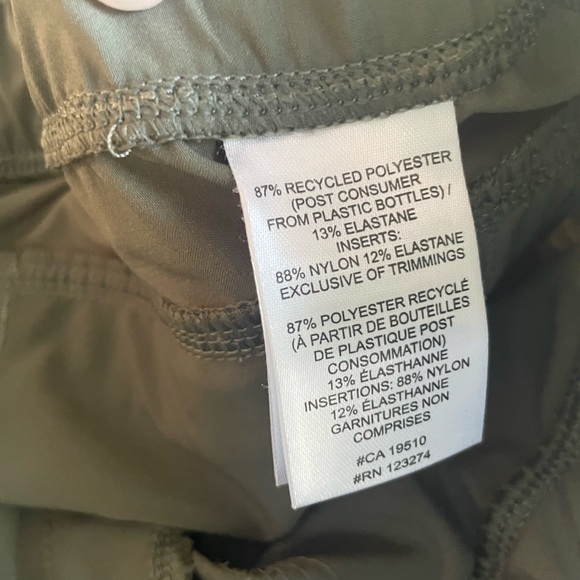 87% RECYCLED POLYESTER
(POST CONSUMER
FROM PLASTIC BOTTLES) /
13% ELASTANE
INSERTS:
88% NYLON 12% ELASTANE
EXCLUSIVE OF TRIMMINGS
87% POLYESTER RECYCLÉ
(À PARTIR DE BOUTEILLES
DE PLASTIQUE POST
CONSOMMATION)
13% ÉLASTHANNE
INSERTIONS: 88% NYLON
12% ÉLASTHANNE
GARNITURES NON
COMPRISES
#CA 19510
#RN 123274